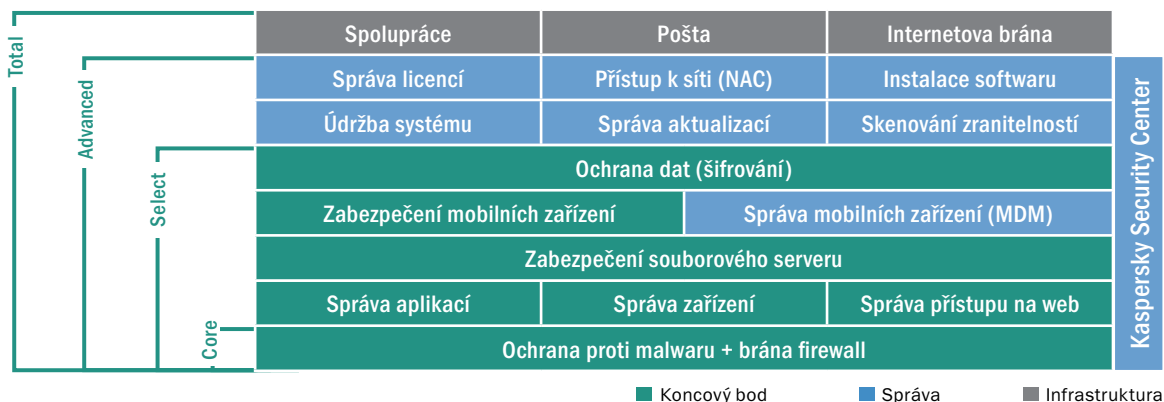 Total
Advanced
Select
Core
Spolupráce
Pošta
Internetova brána
Správa licencí
Přístup k síti (NAC)
Instalace softwaru
Údržba systému
Správa aktualizací
Skenování zranitelností
Ochrana dat (šifrování)
Zabezpečení mobilních zařízení
Správa mobilních zařízení (MDM)
Zabezpečení souborového serveru
Správa aplikací
Správa zařízení
Správa přístupu na web
Ochrana proti malwaru + brána firewall
Kaspersky Security Center
Koncový bod
Správa
Infrastruktura